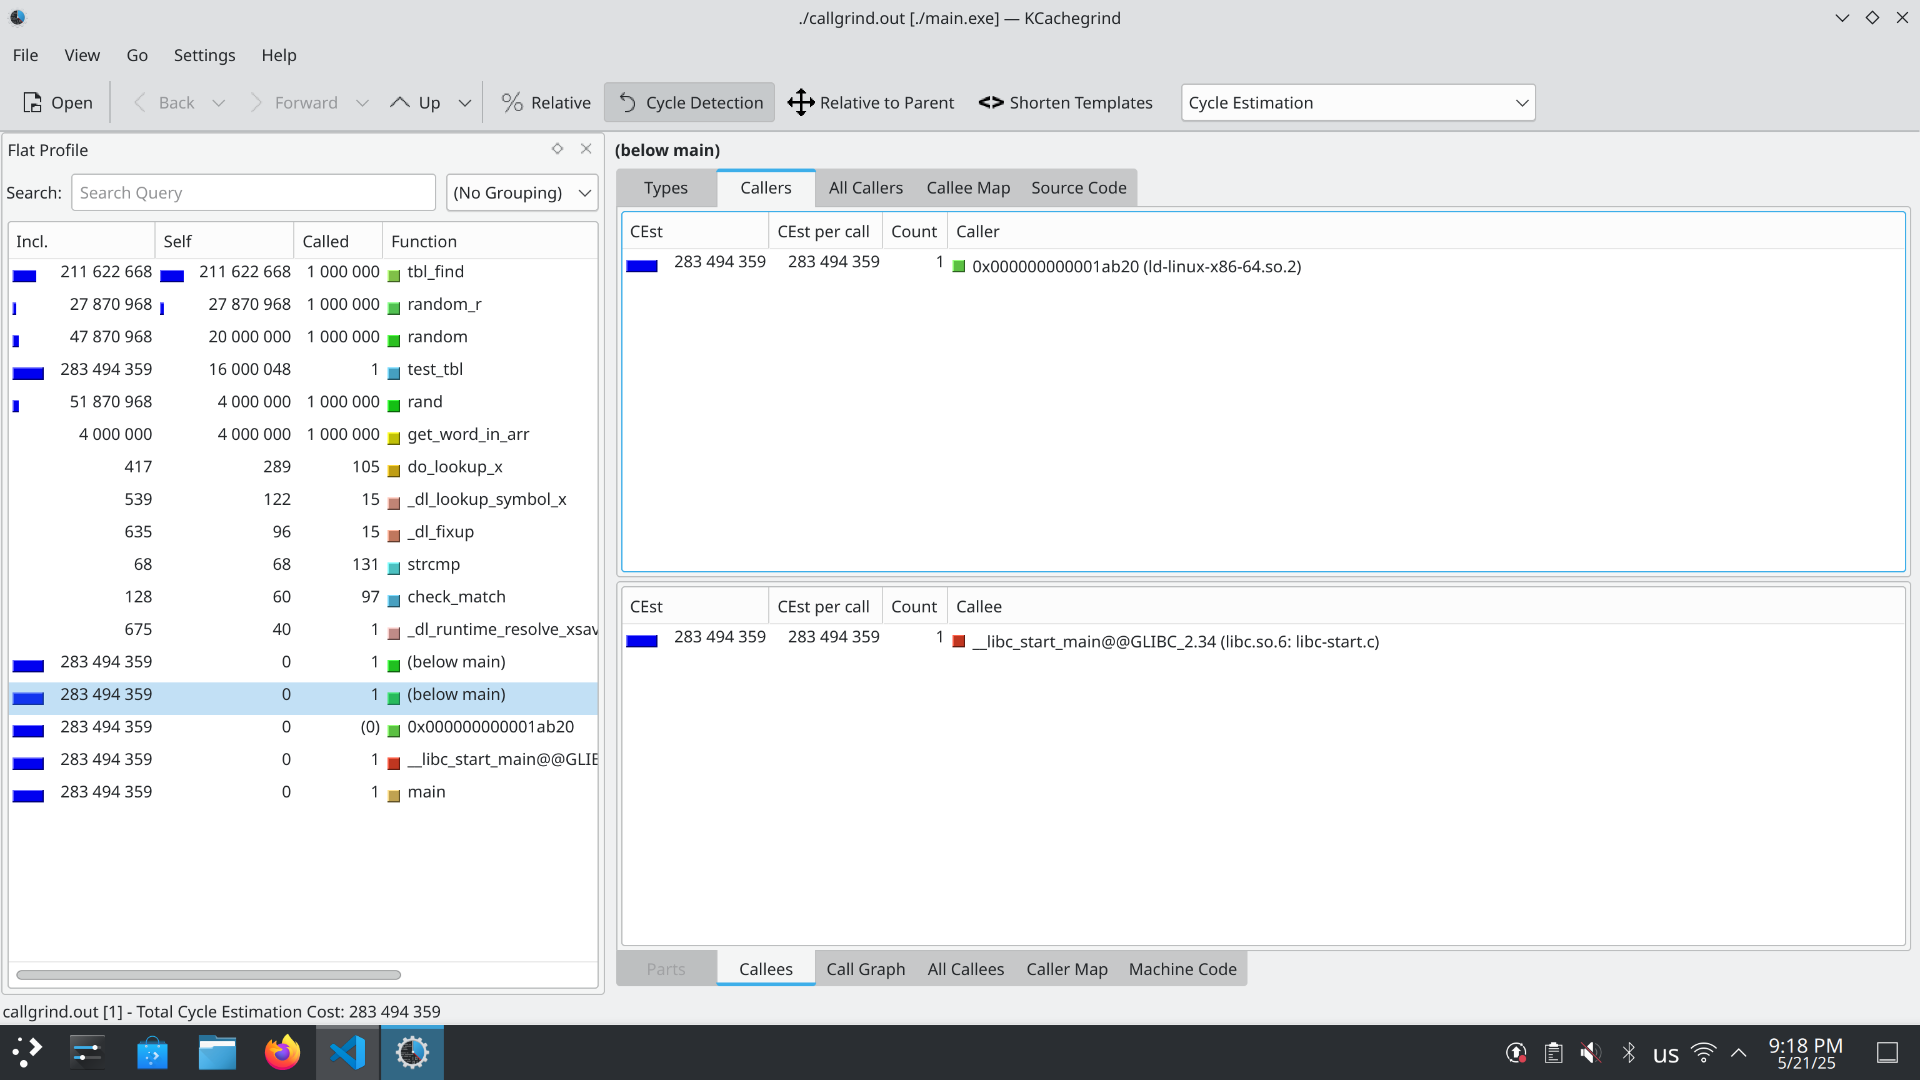 ./callgrind.out [./main.exe] — KCachegrind
File View Go Settings Help
Open Back Forward Up Relative Cycle Detection Relative to Parent Shorten Templates Cycle Estimation
Flat Profile
Search: Search Query (No Grouping)
Incl. Self Called Function
211 622 668 211 622 668 1 000 000 tbl_find
27 870 968 27 870 968 1 000 000 random_r
47 870 968 20 000 000 1 000 000 random
283 494 359 16 000 048 1 test_tbl
51 870 968 4 000 000 1 000 000 rand
4 000 000 4 000 000 1 000 000 get_word_in_arr
417 289 105 do_lookup_x
539 122 15 _dl_lookup_symbol_x
635 96 15 _dl_fixup
68 68 131 strcmp
128 60 97 check_match
675 40 1 _dl_runtime_resolve_xsav
283 494 359 0 1 (below main)
283 494 359 0 1 (below main)
283 494 359 0 (0) 0x000000000001ab20
283 494 359 0 1 __libc_start_main@@GLIB
283 494 359 0 1 main
(below main)
Types Callers All Callers Callee Map Source Code
CEst CEst per call Count Caller
283 494 359 283 494 359 1 0x000000000001ab20 (ld-linux-x86-64.so.2)
CEst CEst per call Count Callee
283 494 359 283 494 359 1 __libc_start_main@@GLIBC_2.34 (libc.so.6: libc-start.c)
Parts Callees Call Graph All Callees Caller Map Machine Code
callgrind.out [1] - Total Cycle Estimation Cost: 283 494 359
us 9:18 PM
5/21/25